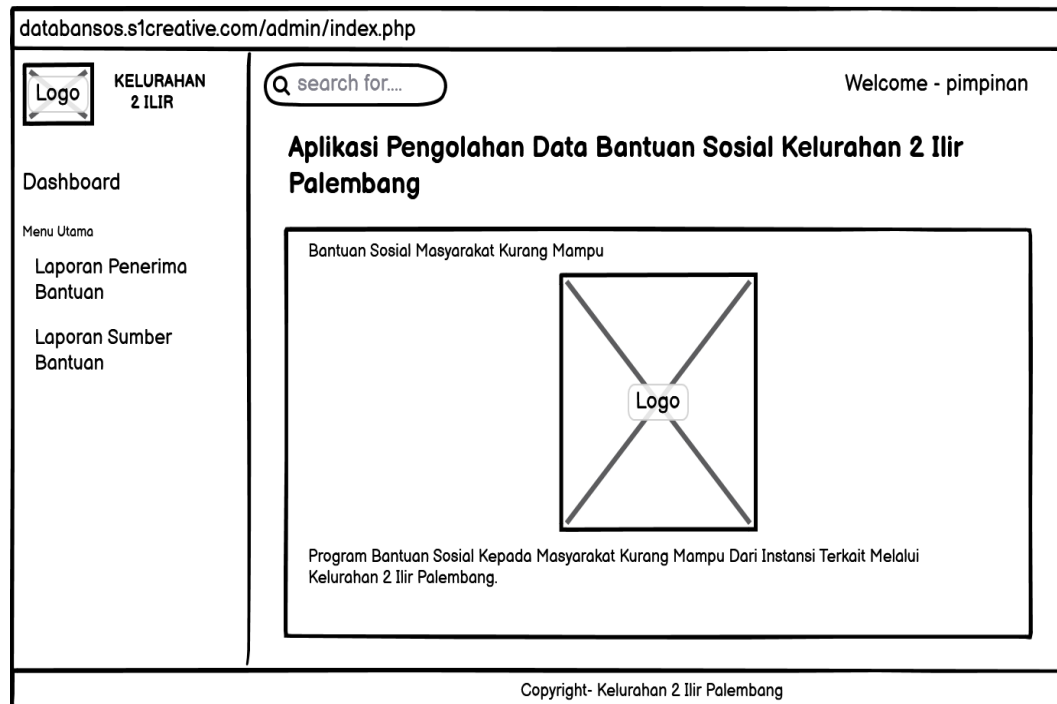 databansos.s1creative.com/admin/index.php
Logo
KELURAHAN
2 ILIR
search for....
Welcome - pimpinan
Dashboard
Menu Utama
Laporan Penerima
Bantuan
Laporan Sumber
Bantuan
Aplikasi Pengolahan Data Bantuan Sosial Kelurahan 2 Ilir
Palembang
Bantuan Sosial Masyarakat Kurang Mampu
Logo
Program Bantuan Sosial Kepada Masyarakat Kurang Mampu Dari Instansi Terkait Melalui
Kelurahan 2 Ilir Palembang.
Copyright- Kelurahan 2 Ilir Palembang